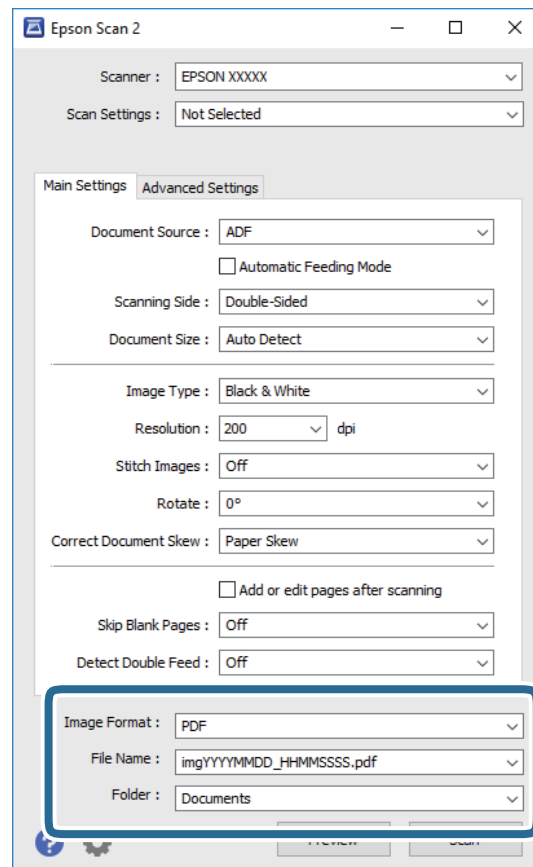 Epson Scan 2
Scanner : EPSON XXXXX
Scan Settings : Not Selected
Main Settings Advanced Settings
Document Source : ADF
Automatic Feeding Mode
Scanning Side : Double-Sided
Document Size : Auto Detect
Image Type : Black & White
Resolution : 200 dpi
Stitch Images : Off
Rotate : 0°
Correct Document Skew : Paper Skew
Add or edit pages after scanning
Skip Blank Pages : Off
Detect Double Feed : Off
Image Format : PDF
File Name : imgYYYYMMDD_HHMMSSSS.pdf
Folder : Documents
? Preview Scan